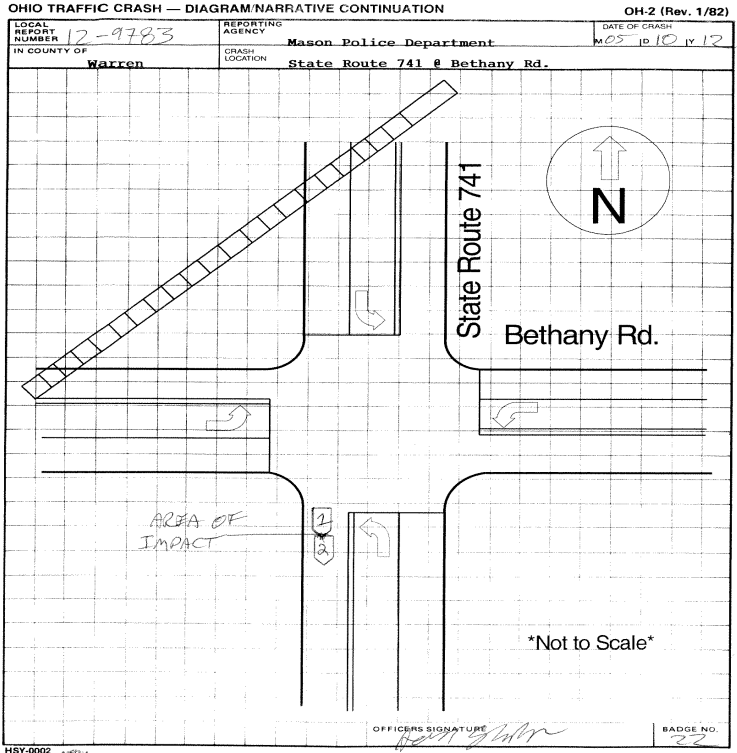 OHIO TRAFFIC CRASH — DIAGRAM/NARRATIVE CONTINUATION OH-2 (Rev. 1/82)
LOCAL REPORT NUMBER 12-9783
REPORTING AGENCY Mason Police Department
DATE OF CRASH
M 05 D 10 Y 12
IN COUNTY OF Warren
CRASH LOCATION State Route 741 @ Bethany Rd.
State Route 741
N
Bethany Rd.
AREA OF
IMPACT
1
2
*Not to Scale*
OFFICERS SIGNATURE
BADGE NO.
22
HSY-0002